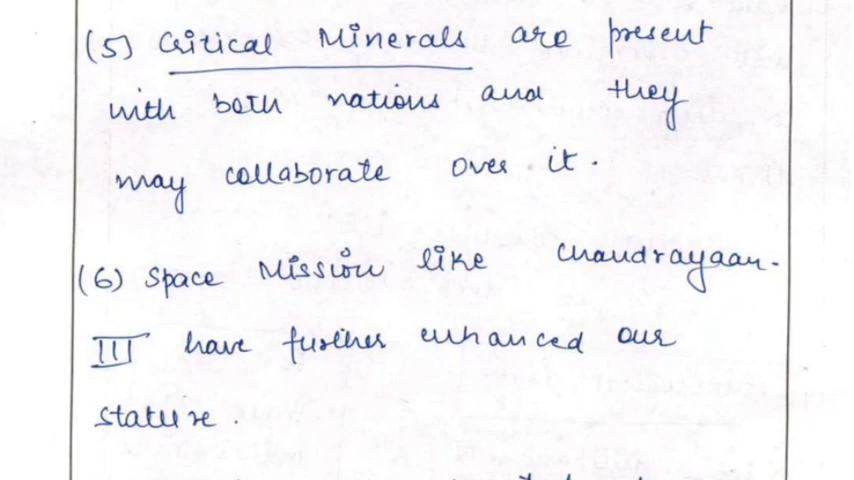 (5) Critical Minerals are present
with both nations and they
may collaborate over it.
(6) Space Mission like Chandrayaan-
III have further enhanced our
stature.